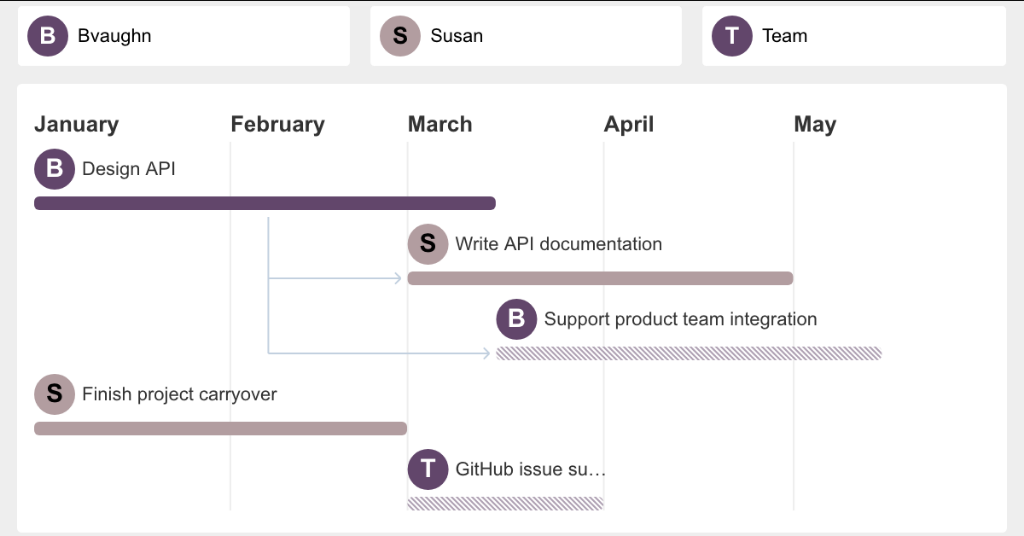 B Bvaughn
S Susan
T Team
January February March April May
B Design API
S Write API documentation
B Support product team integration
S Finish project carryover
T GitHub issue su…